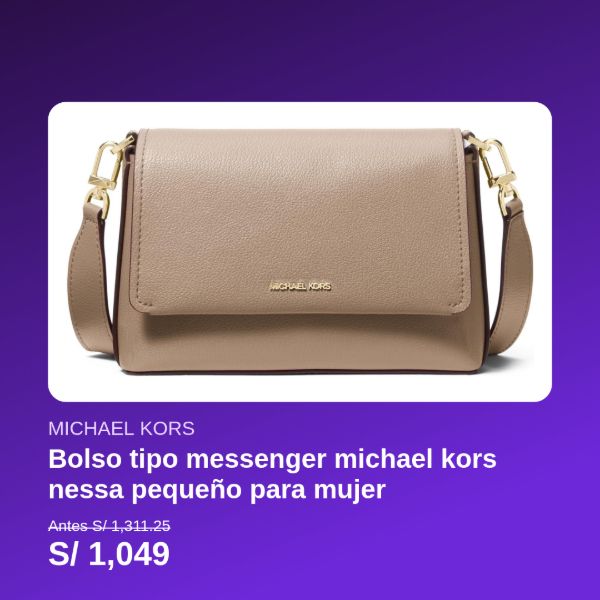 MICHAEL KORS
MICHAEL KORS
Bolso tipo messenger michael kors
nessa pequeño para mujer
Antes S/ 1,311.25
S/ 1,049